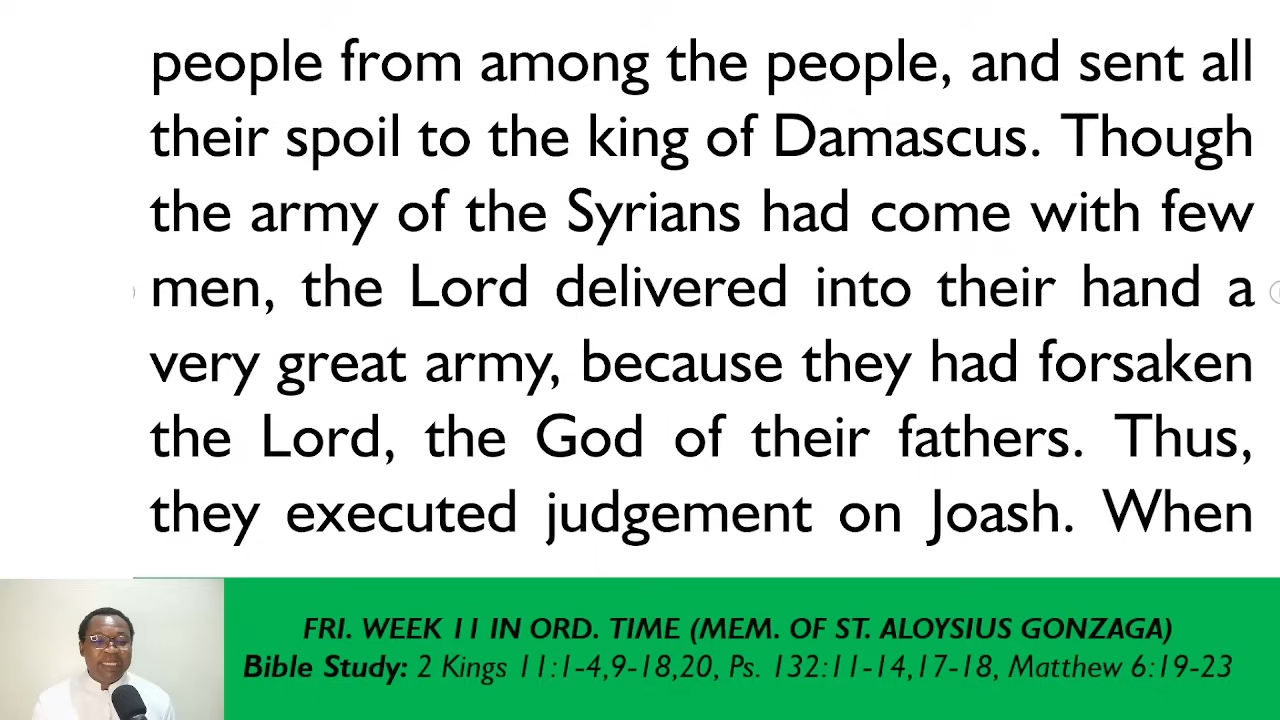 people from among the people, and sent all
their spoil to the king of Damascus. Though
the army of the Syrians had come with few
men, the Lord delivered into their hand a
very great army, because they had forsaken
the Lord, the God of their fathers. Thus,
they executed judgement on Joash. When
FRI. WEEK 11 IN ORD. TIME (MEM. OF ST. ALOYSIUS GONZAGA)
Bible Study: 2 Kings 11:1-4,9-18,20, Ps. 132:11-14,17-18, Matthew 6:19-23